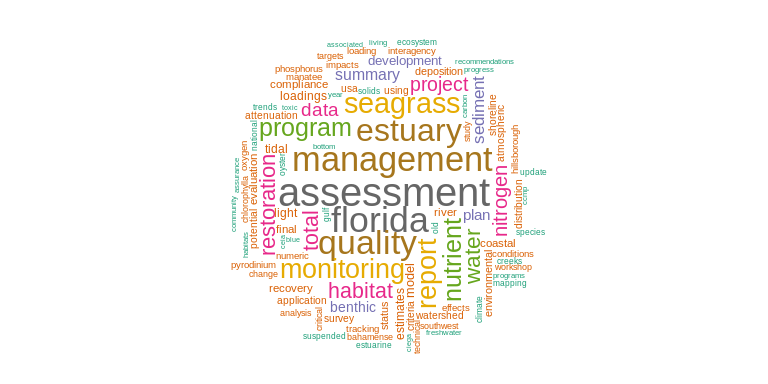 associated
living
ecosystem
targets
loading
interagency
phosphorus
impacts
development
recommendations
manatee
summary
deposition
progress
compliance
usa
solids
using
project
loadings
year
seagrass
carbon
sediment
shoreline
trends
toxic
data
attenuation
program
estuary
study
atmospheric
national
bottom
hillsborough
tidal
oxygen
oyster
management
update
assurance
evaluation
assessment
comp.
chlorophylla
restoration
light
florida
river
plan
nitrogen
distribution
community
potential
total
gulf
old
species
final
quality
nutrient
water
coastal
habitats
ceia
blue
numeric
report
conditions
creeks
pyrodinium
monitoring
model
workshop
change
programs
recovery
habitat
environmental
mapping
application
benthic
estimates
criteria
effects
climate
analysis
critical
survey
status
watershed
tracking
technical
southwest
suspended
bahamense
ciega
freshwater
estuarine